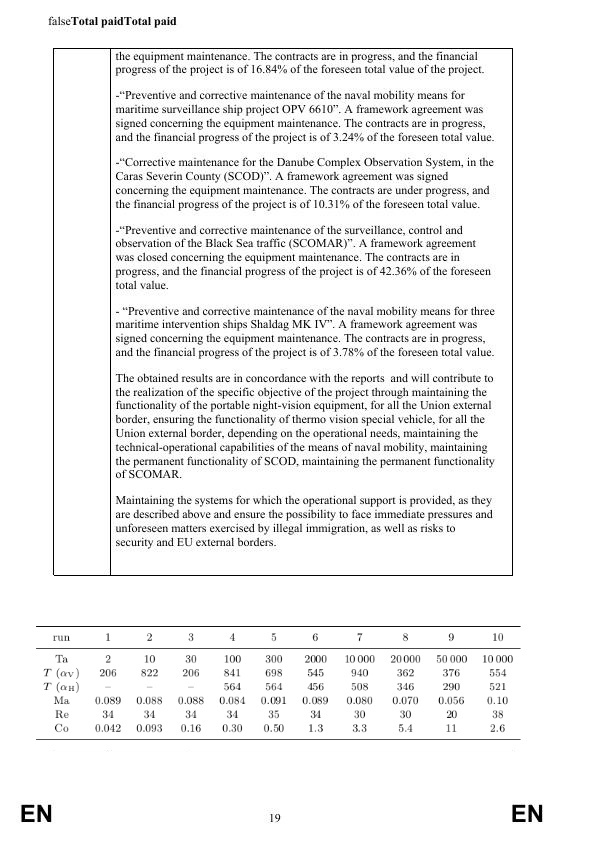 falseTotal paidTotal paid
the equipment maintenance. The contracts are in progress, and the financial
progress of the project is of 16.84% of the foreseen total value of the project.
-“Preventive and corrective maintenance of the naval mobility means for
maritime surveillance ship project OPV 6610”. A framework agreement was
signed concerning the equipment maintenance. The contracts are in progress,
and the financial progress of the project is of 3.24% of the foreseen total value.
-“Corrective maintenance for the Danube Complex Observation System, in the
Caras Severin County (SCOD)”. A framework agreement was signed
concerning the equipment maintenance. The contracts are under progress, and
the financial progress of the project is of 10.31% of the foreseen total value.
-“Preventive and corrective maintenance of the surveillance, control and
observation of the Black Sea traffic (SCOMAR)”. A framework agreement
was closed concerning the equipment maintenance. The contracts are in
progress, and the financial progress of the project is of 42.36% of the foreseen
total value.
- “Preventive and corrective maintenance of the naval mobility means for three
maritime intervention ships Shaldag MK IV”. A framework agreement was
signed concerning the equipment maintenance. The contracts are in progress,
and the financial progress of the project is of 3.78% of the foreseen total value.
The obtained results are in concordance with the reports and will contribute to
the realization of the specific objective of the project through maintaining the
functionality of the portable night-vision equipment, for all the Union external
border, ensuring the functionality of thermo vision special vehicle, for all the
Union external border, depending on the operational needs, maintaining the
technical-operational capabilities of the means of naval mobility, maintaining
the permanent functionality of SCOD, maintaining the permanent functionality
of SCOMAR.
Maintaining the systems for which the operational support is provided, as they
are described above and ensure the possibility to face immediate pressures and
unforeseen matters exercised by illegal immigration, as well as risks to
security and EU external borders.
run 1 2 3 4 5 6 7 8 9 10
Ta 2 10 30 100 300 2000 10 000 20 000 50 000 10 000
T (αV) 206 822 206 841 698 545 940 362 376 554
T (αH) – – – 564 564 456 508 346 290 521
Ma 0.089 0.088 0.088 0.084 0.091 0.089 0.080 0.070 0.056 0.10
Re 34 34 34 34 35 34 30 30 20 38
Co 0.042 0.093 0.16 0.30 0.50 1.3 3.3 5.4 11 2.6
EN 19 EN